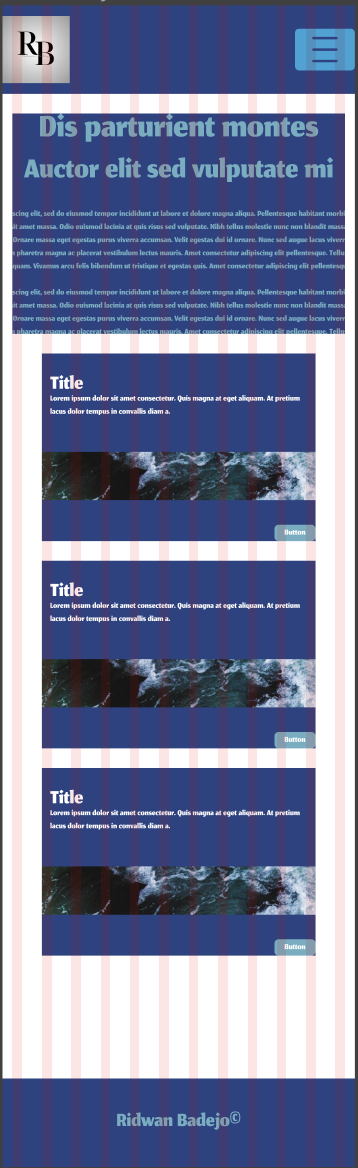 RB
Dis parturient montes
Auctor elit sed vulputate mi
scing elit, sed do eiusmod tempor incididunt ut labore et dolore magna aliqua. Pellentesque habitant morbi
sit amet massa. Odio euismod lacinia at quis risus sed vulputate. Nibh tellus molestie nunc non blandit massa
Ornare massa eget egestas purus viverra accumsan. Velit egestas dui id ornare. Nunc sed augue lacus viverr
pharetra magna ac placerat vestibulum lectus mauris. Amet consectetur adipiscing elit pellentesque
quam. Vivamus arcu felis bibendum ut tristique et egestas quis. Amet consectetur adipiscing elit pellentesq
scing elit, sed do eiusmod tempor incididunt ut labore et dolore magna aliqua. Pellentesque habitant morbi
sit amet massa. Odio euismod lacinia at quis risus sed vulputate. Nibh tellus molestie nunc non blandit massa
Ornare massa eget egestas purus viverra accumsan. Velit egestas dui id ornare. Nunc sed augue lacus viverr
pharetra magna ac placerat vestibulum lectus mauris. Amet consectetur adipiscing elit pellentesque. Tellu
Title
Lorem ipsum dolor sit amet consectetur. Quis magna at eget aliquam. At pretium
lacus dolor tempus in convallis diam a.
Button
Title
Lorem ipsum dolor sit amet consectetur. Quis magna at eget aliquam. At pretium
lacus dolor tempus in convallis diam a.
Button
Title
Lorem ipsum dolor sit amet consectetur. Quis magna at eget aliquam. At pretium
lacus dolor tempus in convallis diam a.
Button
Ridwan Badejo©